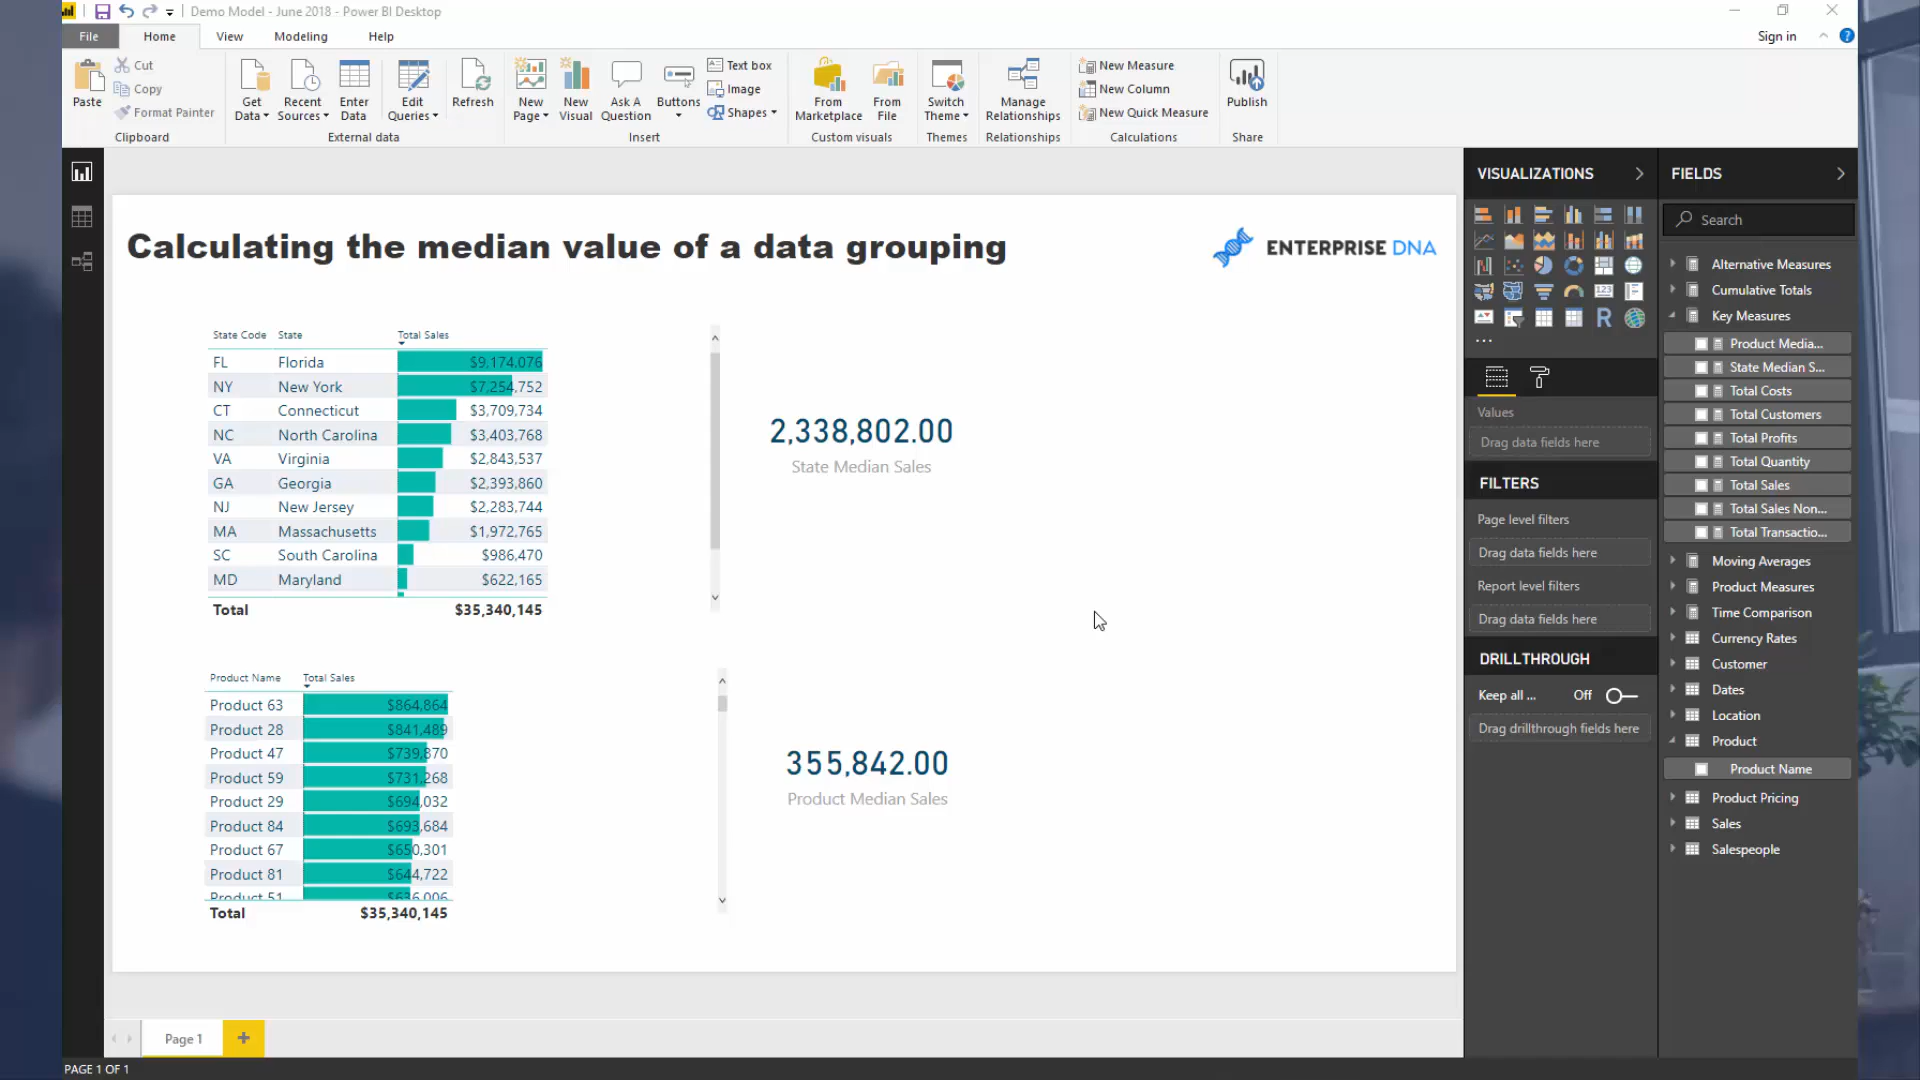 Demo Model - June 2018 - Power BI Desktop
File Home View Modeling Help Sign in
Paste
Cut
Copy
Format Painter
Clipboard
Get Data
Recent Sources
Enter Data
Edit Queries
Refresh
External data
New Page
New Visual
Ask A Question
Buttons
Text box
Image
Shapes
Insert
From Marketplace
From File
Custom visuals
Switch Theme
Themes
Manage Relationships
Relationships
New Measure
New Column
New Quick Measure
Calculations
Publish
Share
Calculating the median value of a data grouping
ENTERPRISE DNA
State Code State Total Sales
FL Florida $9,174,076
NY New York $7,254,752
CT Connecticut $3,709,734
NC North Carolina $3,403,768
VA Virginia $2,843,537
GA Georgia $2,393,860
NJ New Jersey $2,283,744
MA Massachusetts $1,972,765
SC South Carolina $986,470
MD Maryland $622,165
Total $35,340,145
2,338,802.00
State Median Sales
Product Name Total Sales
Product 63 $864,864
Product 28 $841,489
Product 47 $739,870
Product 59 $731,268
Product 29 $694,032
Product 84 $693,684
Product 67 $650,301
Product 81 $644,722
Product 51 $636,006
Total $35,340,145
355,842.00
Product Median Sales
VISUALIZATIONS
Values
Drag data fields here
FILTERS
Page level filters
Drag data fields here
Report level filters
Drag data fields here
DRILLTHROUGH
Keep all ... Off
Drag drillthrough fields here
FIELDS
Search
Alternative Measures
Cumulative Totals
Key Measures
Product Media...
State Median S...
Total Costs
Total Customers
Total Profits
Total Quantity
Total Sales
Total Sales Non...
Total Transactio...
Moving Averages
Product Measures
Time Comparison
Currency Rates
Customer
Dates
Location
Product
Product Name
Product Pricing
Sales
Salespeople
Page 1
PAGE 1 OF 1